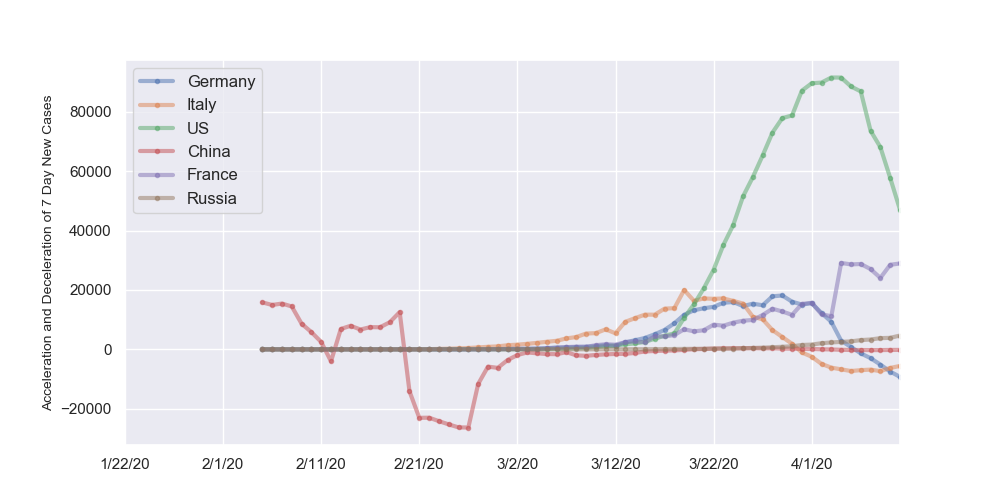 Germany
Italy
US
China
France
Russia
Acceleration and Deceleration of 7 Day New Cases
80000
60000
40000
20000
0
−20000
1/22/20
2/1/20
2/11/20
2/21/20
3/2/20
3/12/20
3/22/20
4/1/20